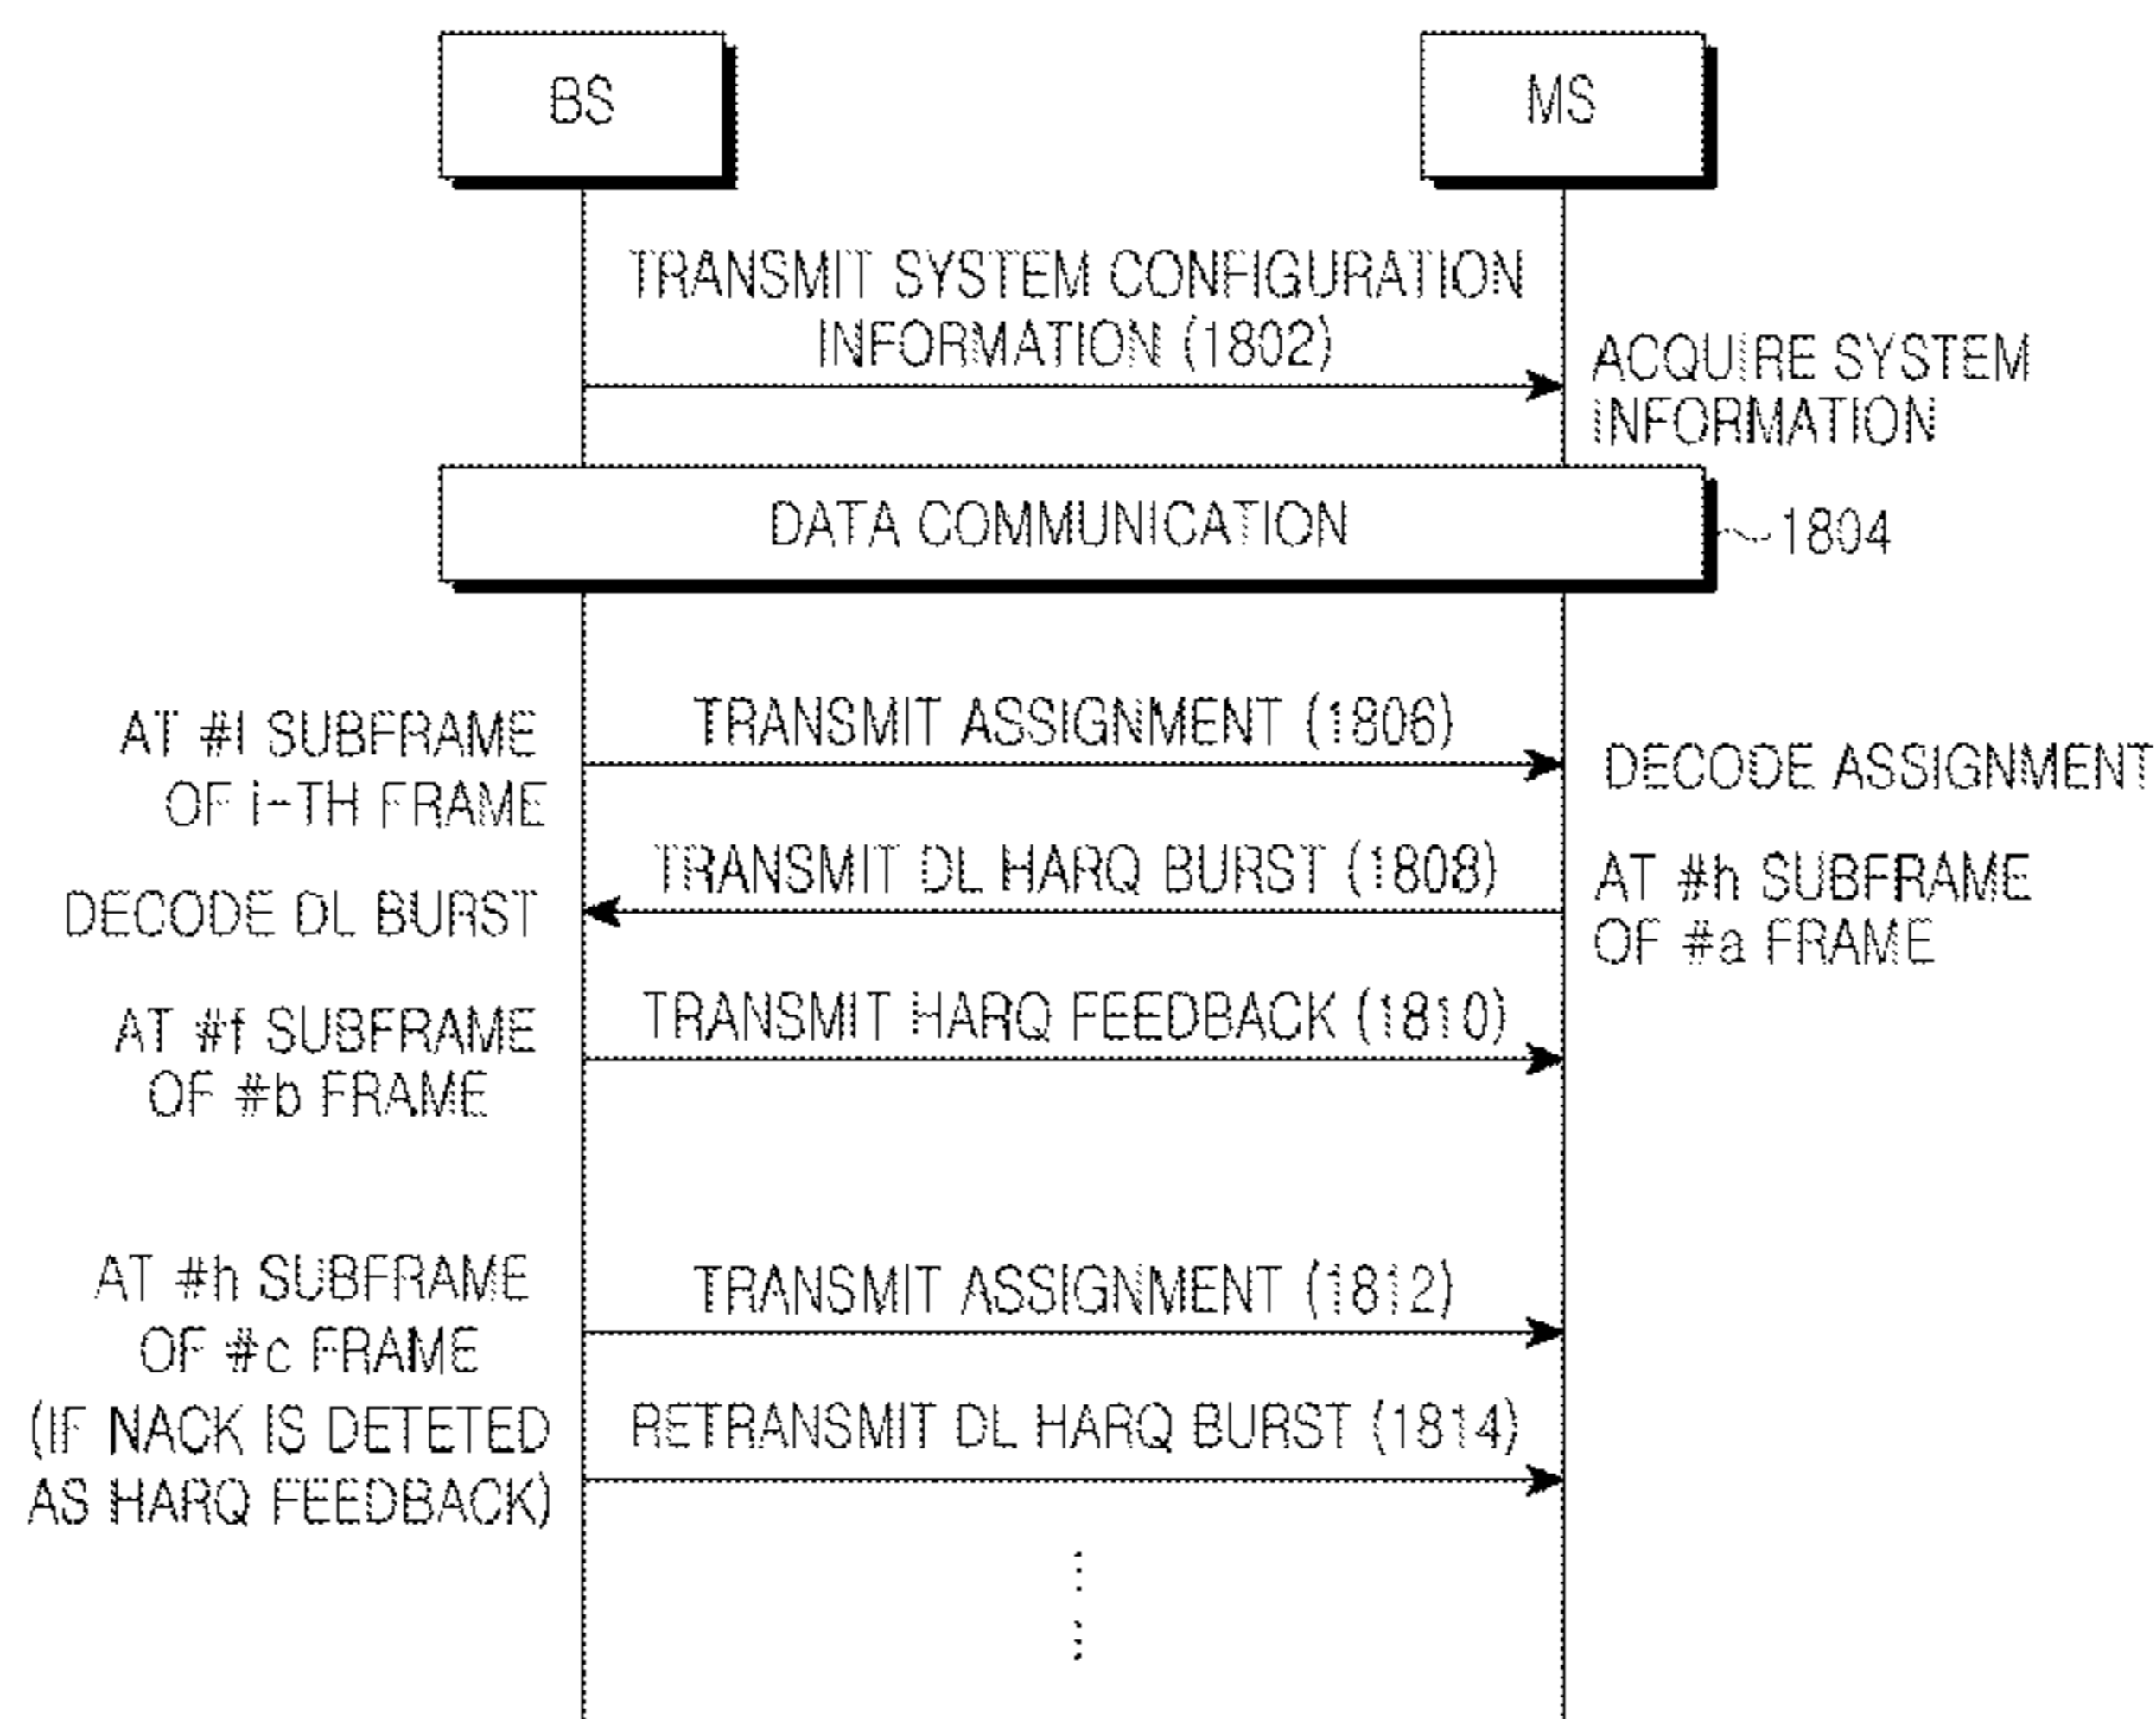 BS
MS
TRANSMIT SYSTEM CONFIGURATION
INFORMATION (1802)
ACQUIRE SYSTEM
INFORMATION
DATA COMMUNICATION
1804
AT #l SUBFRAME
OF i-TH FRAME
TRANSMIT ASSIGNMENT (1806)
DECODE ASSIGNMENT
TRANSMIT DL HARQ BURST (1808)
DECODE DL BURST
AT #h SUBFRAME
OF #a FRAME
TRANSMIT HARQ FEEDBACK (1810)
AT #f SUBFRAME
OF #b FRAME
AT #h SUBFRAME
OF #c FRAME
(IF NACK IS DETETED
AS HARQ FEEDBACK)
TRANSMIT ASSIGNMENT (1812)
RETRANSMIT DL HARQ BURST (1814)